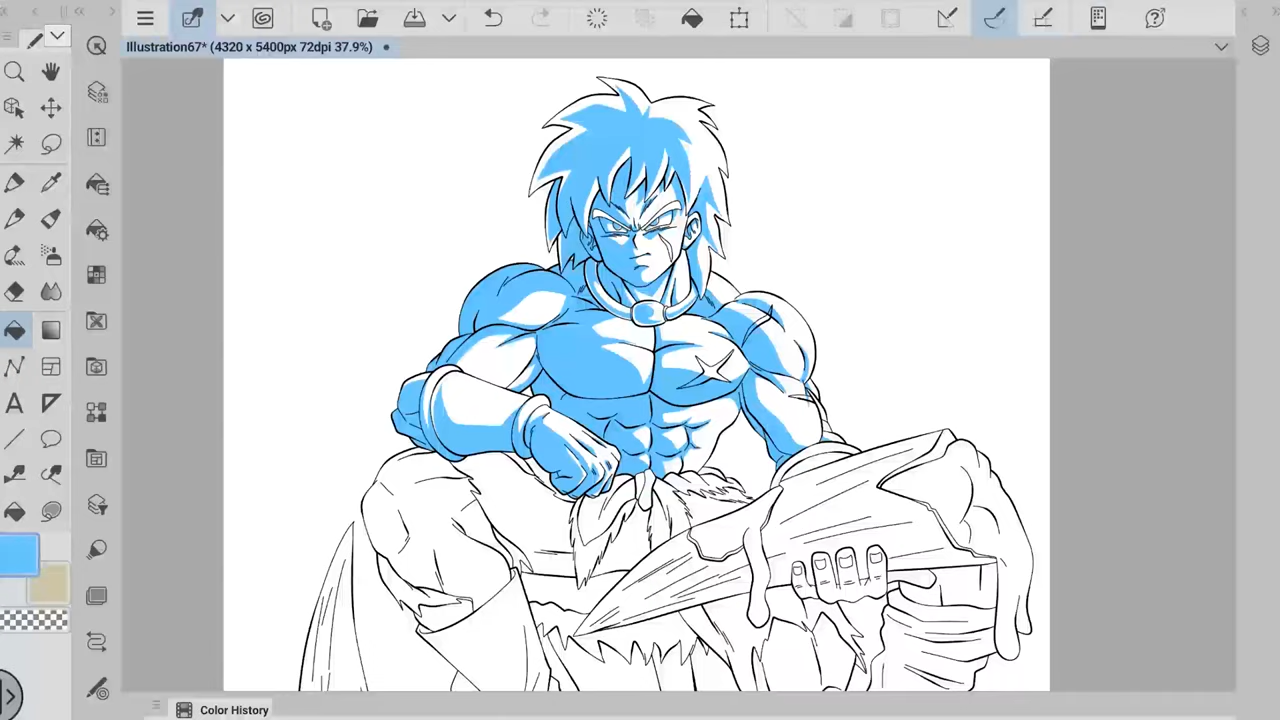 Illustration67* (4320 x 5400px 72dpi 37.9%)
Color History